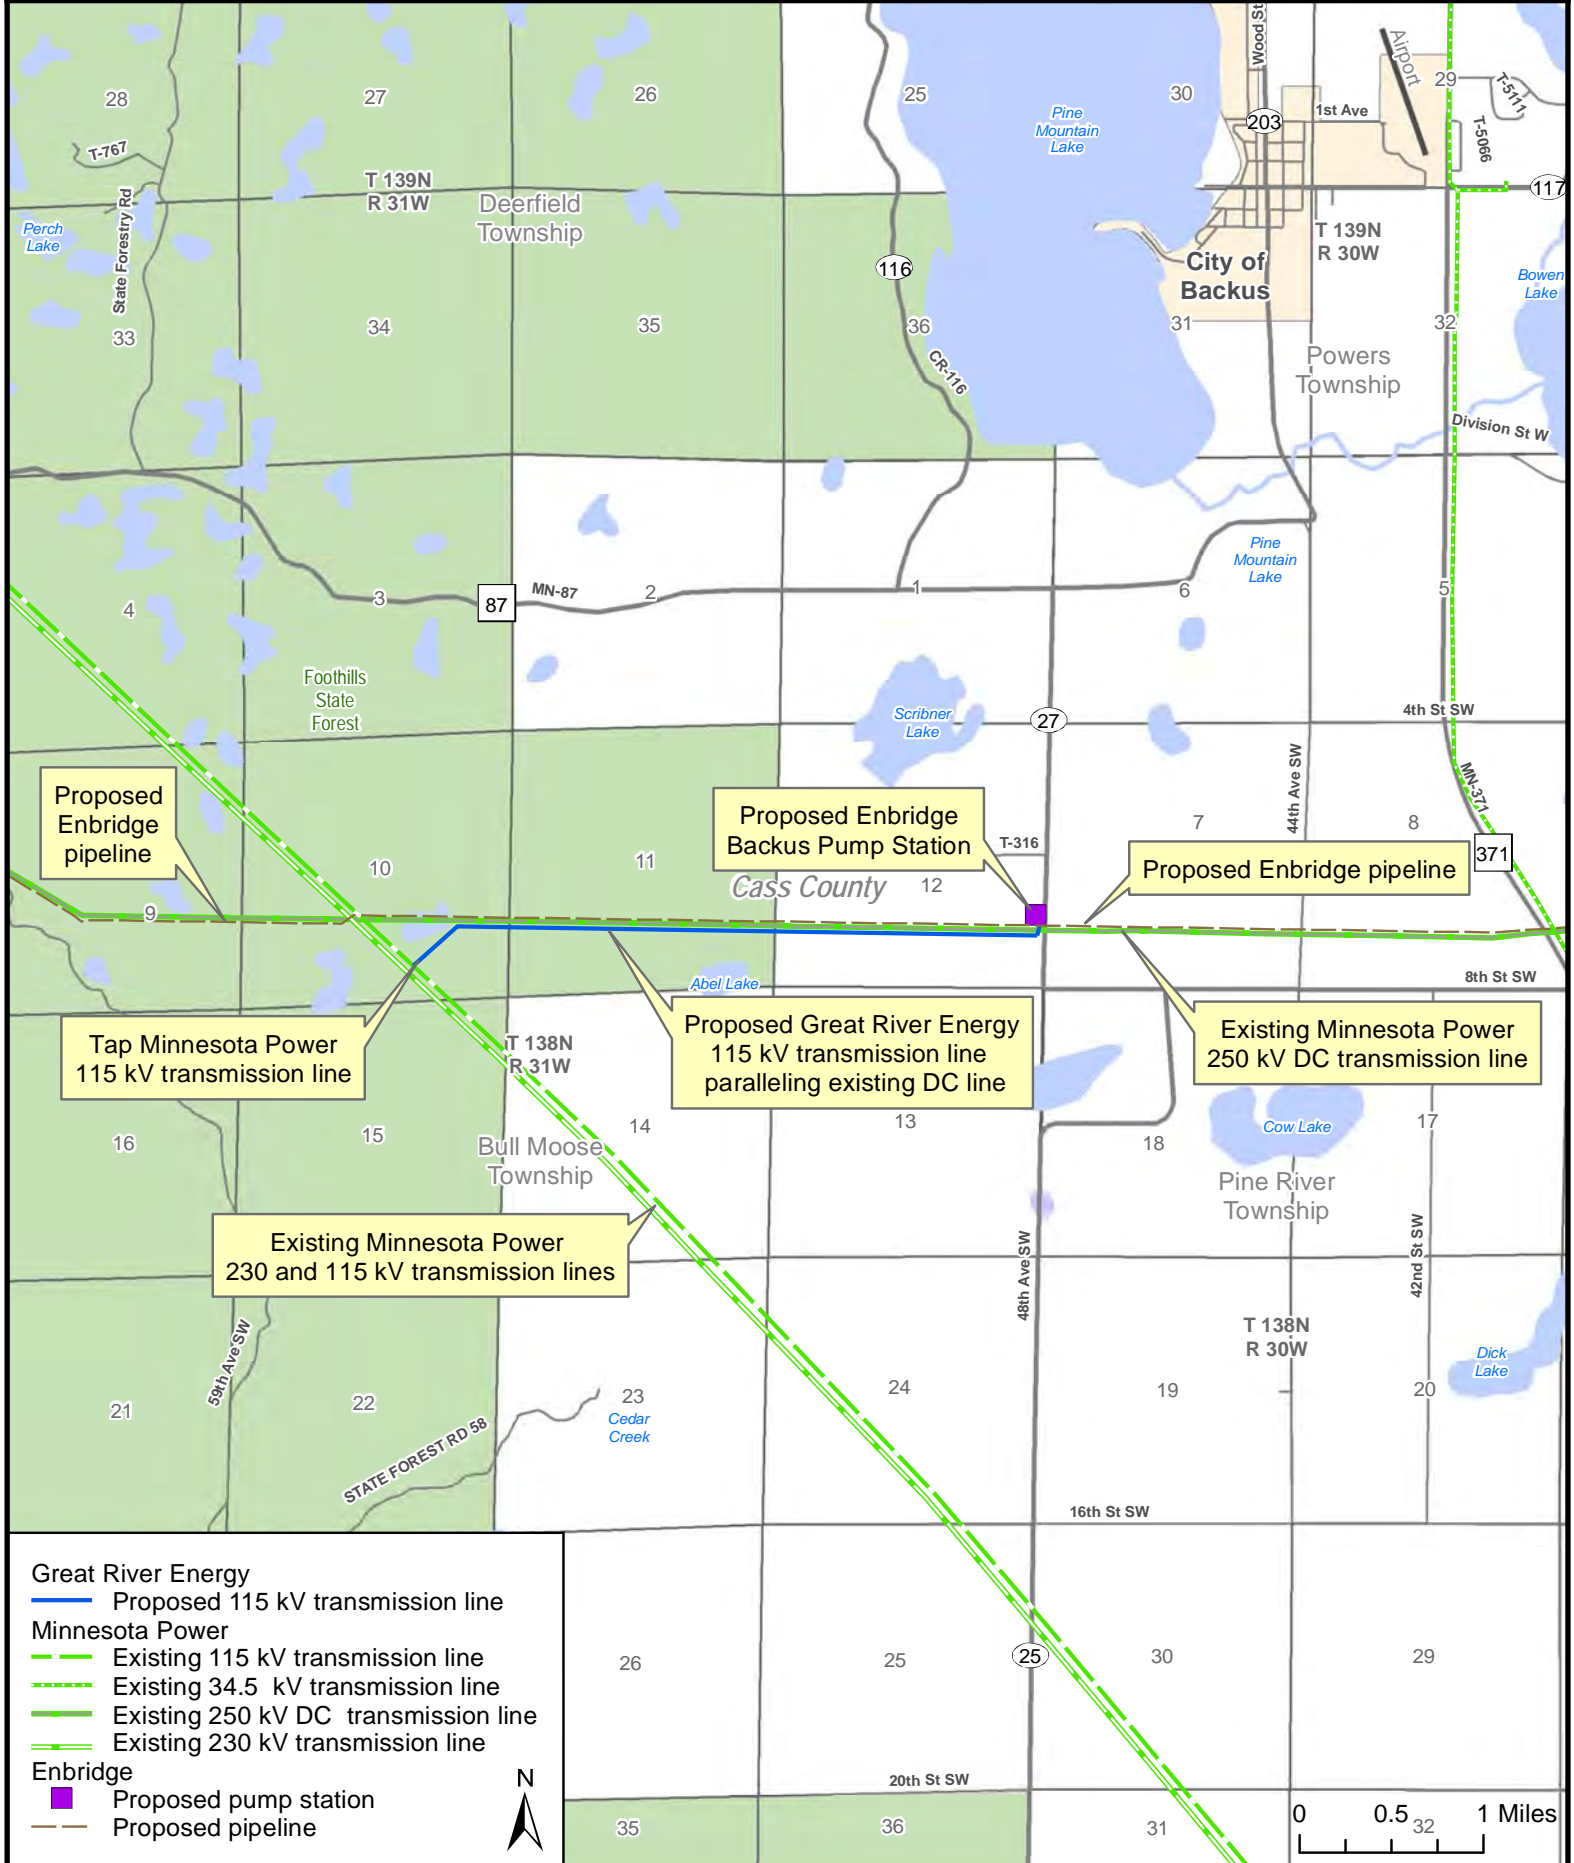 28
27
26
25
30
29
Wood St
Airport
1st Ave
203
T-5111
T-5066
117
Pine
Mountain
Lake
T-767
State Forestry Rd
T 139N
R 31W
Deerfield
Township
Perch
Lake
116
City of
Backus
T 139N
R 30W
Bowen
Lake
33
34
35
36
31
32
CR-116
Powers
Township
Division St W
Pine
Mountain
Lake
4
3
87
MN-87
2
1
6
5
Foothills
State
Forest
Scribner
Lake
27
4th St SW
44th Ave SW
MN-371
371
Proposed
Enbridge
pipeline
Proposed Enbridge
Backus Pump Station
T-316
7
8
Proposed Enbridge pipeline
10
11
Cass County
12
9
Abel Lake
8th St SW
Tap Minnesota Power
115 kV transmission line
T 138N
R 31W
Proposed Great River Energy
115 kV transmission line
paralleling existing DC line
Existing Minnesota Power
250 kV DC transmission line
16
15
14
13
18
17
Cow Lake
Bull Moose
Township
Pine River
Township
Existing Minnesota Power
230 and 115 kV transmission lines
48th Ave SW
42nd St SW
59th Ave SW
T 138N
R 30W
Dick
Lake
21
22
23
24
19
20
Cedar
Creek
STATE FOREST RD 58
16th St SW
26
25
25
30
29
20th St SW
35
36
31
32
Great River Energy
Proposed 115 kV transmission line
Minnesota Power
Existing 115 kV transmission line
Existing 34.5 kV transmission line
Existing 250 kV DC transmission line
Existing 230 kV transmission line
Enbridge
Proposed pump station
Proposed pipeline
N
0 0.5 1 Miles